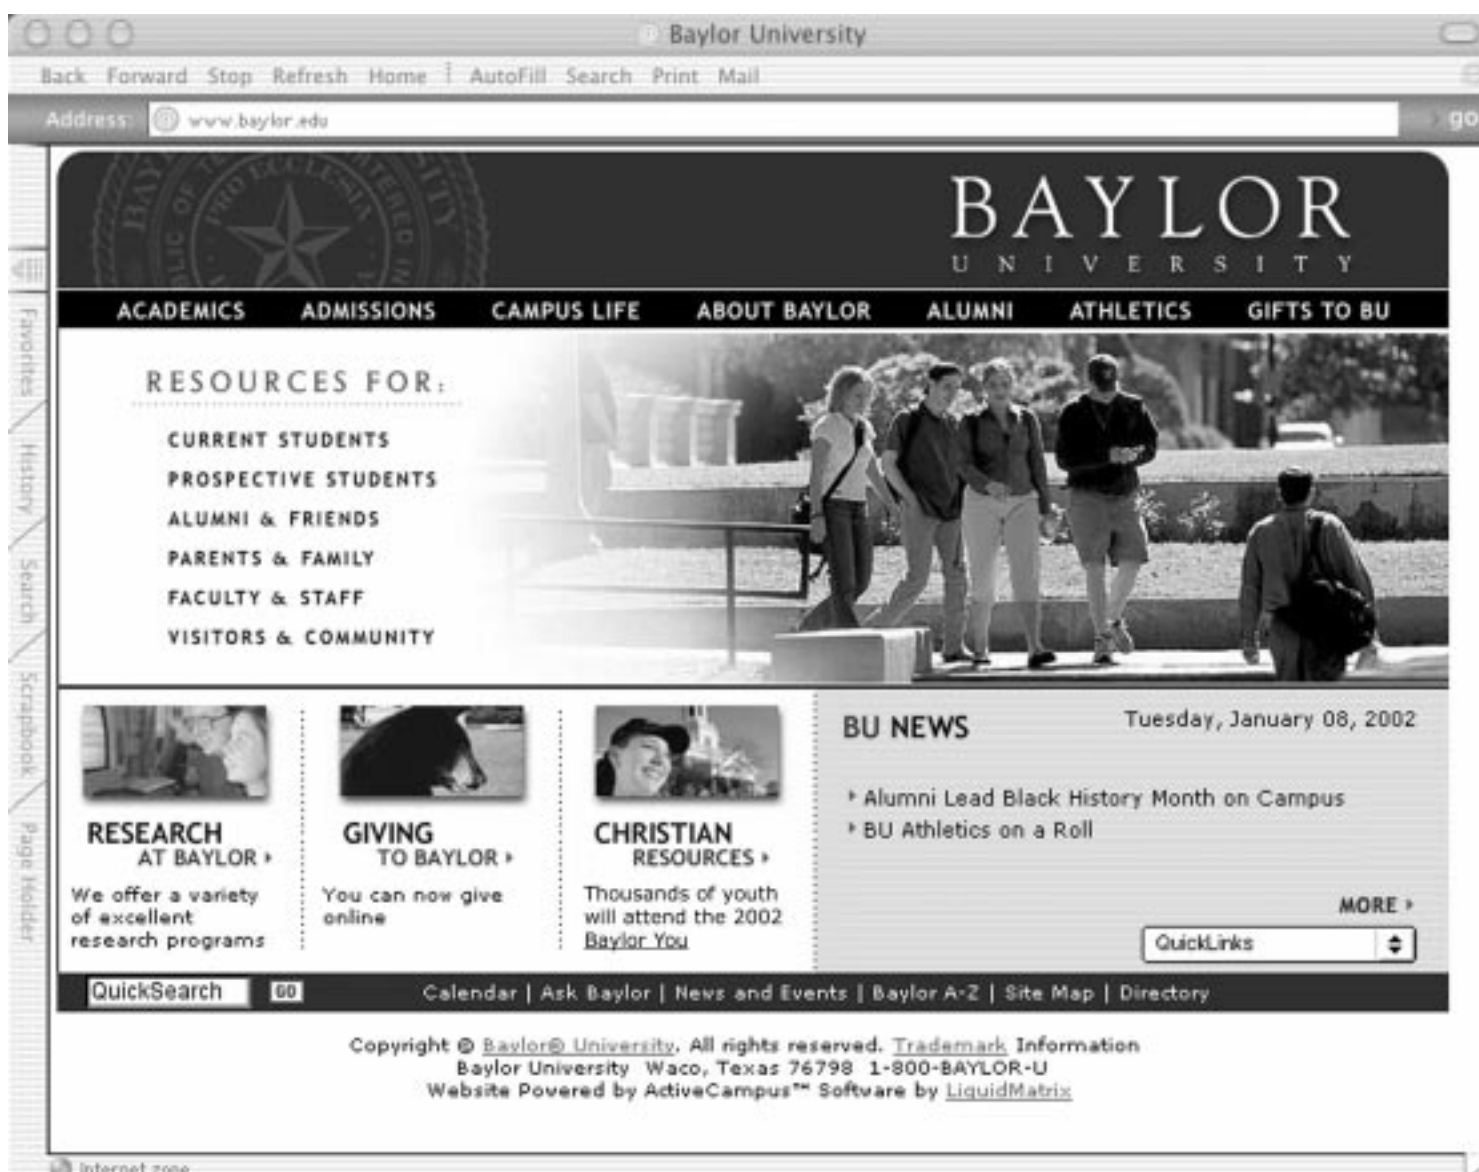 Baylor University
Back Forward Stop Refresh Home AutoFill Search Print Mail
Address: www.baylor.edu go
PRO ECCLESIA
BAYLOR
UNIVERSITY
ACADEMICS ADMISSIONS CAMPUS LIFE ABOUT BAYLOR ALUMNI ATHLETICS GIFTS TO BU
Favorites
History
Search
Scrapbook
Page Holder
RESOURCES FOR:
CURRENT STUDENTS
PROSPECTIVE STUDENTS
ALUMNI & FRIENDS
PARENTS & FAMILY
FACULTY & STAFF
VISITORS & COMMUNITY
RESEARCH
AT BAYLOR
We offer a variety
of excellent
research programs
GIVING
TO BAYLOR
You can now give
online
CHRISTIAN
RESOURCES
Thousands of youth
will attend the 2002
Baylor You
BU NEWS Tuesday, January 08, 2002
Alumni Lead Black History Month on Campus
BU Athletics on a Roll
MORE
QuickLinks
QuickSearch GO Calendar | Ask Baylor | News and Events | Baylor A-Z | Site Map | Directory
Copyright © Baylor® University. All rights reserved. Trademark Information
Baylor University Waco, Texas 76798 1-800-BAYLOR-U
Website Powered by ActiveCampus™ Software by LiquidMatrix
Internet zone